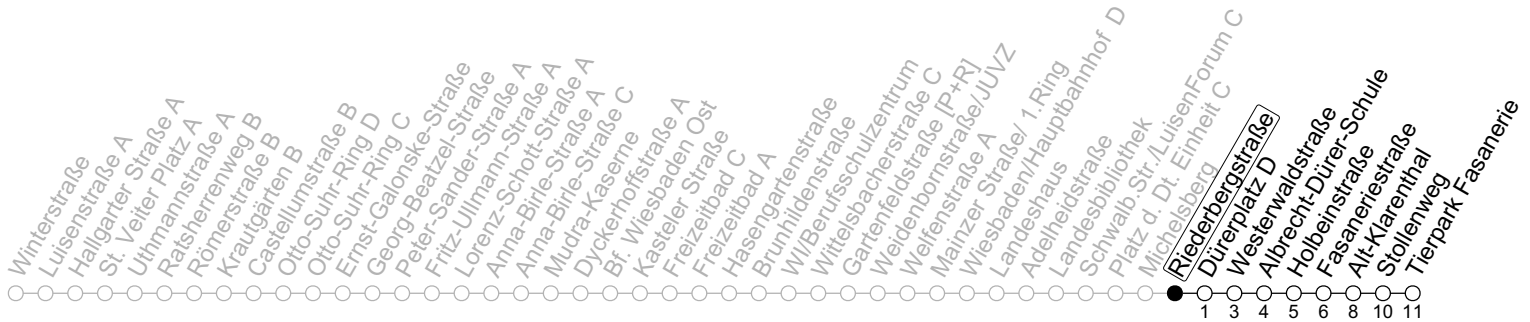 Winterstraße
Luisenstraße A
Hallgarter Straße A
St. Veiter Platz A
Uthmannstraße A
Ratsherrenweg B
Römerstraße B
Krautgärten B
Castellumstraße B
Otto-Suhr-Ring D
Otto-Suhr-Ring C
Ernst-Galonske-Straße
Georg-Beatzel-Straße
Peter-Sander-Straße A
Fritz-Ullmann-Straße A
Lorenz-Schott-Straße A
Anna-Birle-Straße A
Anna-Birle-Straße C
Mudra-Kaserne
Dyckerhoffstraße A
Bf. Wiesbaden Ost
Kasteler Straße
Freizeitbad C
Freizeitbad A
Hasengartenstraße
Brunhildenstraße
WI/Berufsschulzentrum
Wittelsbacherstraße C
Gartenfeldstraße [P+R]
Weidenbornstraße/JUVZ
Welfenstraße A
Mainzer Straße/ 1.Ring
Wiesbaden/Hauptbahnhof D
Landeshaus
Adelheidstraße
Landesbibliothek
Schwalb.Str./LuisenForum C
Platz d. Dt. Einheit C
Michelsberg
Riederbergstraße
Dürerplatz D
Westerwaldstraße
Albrecht-Dürer-Schule
Holbeinstraße
Fasaneriestraße
Alt-Klarenthal
Stollenweg
Tierpark Fasanerie
1 3 4 5 6 8 10 11